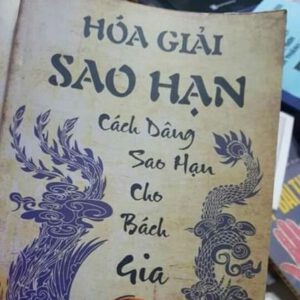 HÓA GIẢI
SAO HẠN
Cách Dâng
Sao Hạn
Cho
Bách
Gia